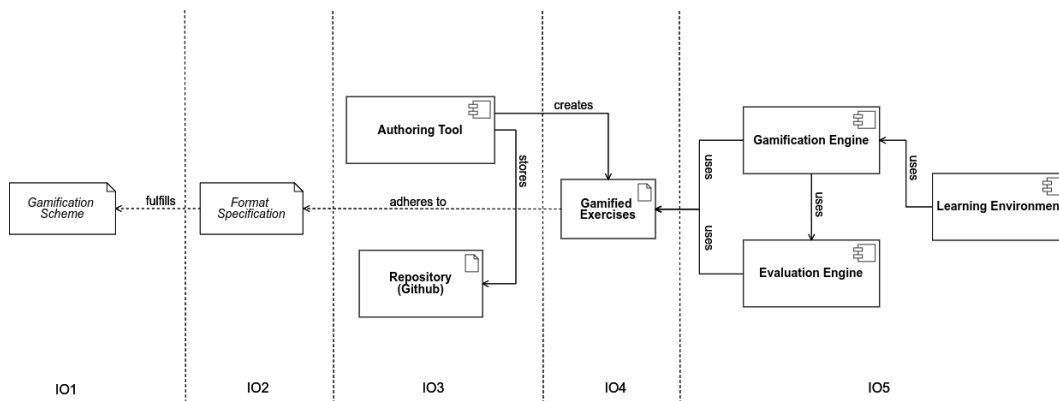 Gamification
Scheme
fulfills
Format
Specification
Authoring Tool
stores
Repository
(Github)
adheres to
creates
Gamified
Exercises
uses
uses
Gamification Engine
uses
Evaluation Engine
uses
Learning Environment
IO1
IO2
IO3
IO4
IO5